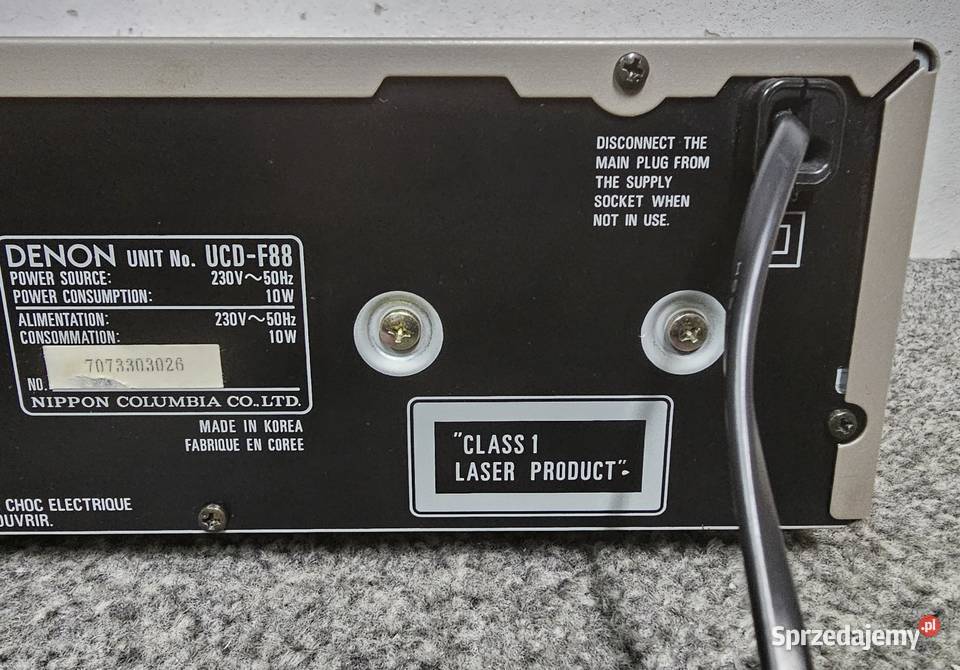 DISCONNECT THE
MAIN PLUG FROM
THE SUPPLY
SOCKET WHEN
NOT IN USE.
DENON UNIT No. UCD-F88
POWER SOURCE: 230V～50Hz
POWER CONSUMPTION: 10W
ALIMENTATION: 230V～50Hz
CONSOMMATION: 10W
7073303026
NO.
NIPPON COLUMBIA CO.,LTD.
MADE IN KOREA
FABRIQUE EN COREE
"CLASS 1
LASER PRODUCT"
CHOC ELECTRIQUE
OUVRIR.
Sprzedajemy.pl